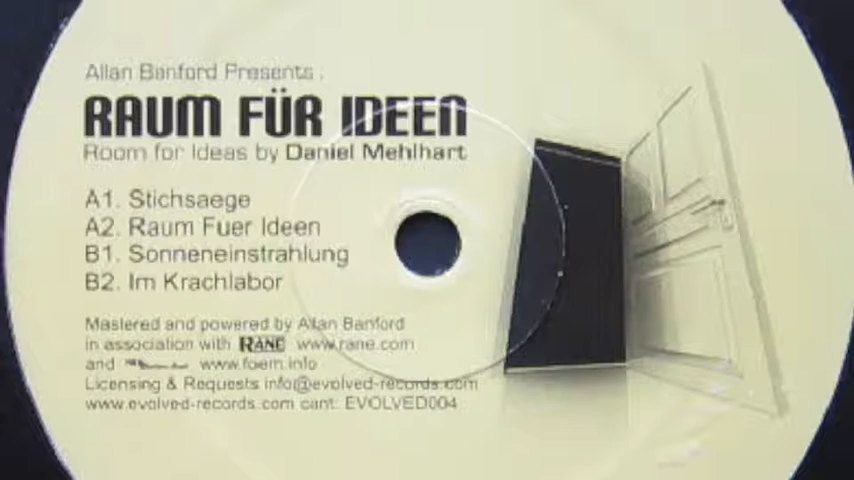 Allan Banford Presents :
RAUM FÜR IDEEN
Room for Ideas by Daniel Mehlhart
A1. Stichsaege
A2. Raum Fuer Ideen
B1. Sonneneinstrahlung
B2. Im Krachlabor
Mastered and powered by Allan Banford
in association with RANE www.rane.com
and www.foem.info
Licensing & Requests info@evolved-records.com
www.evolved-records.com cant: EVOLVED004